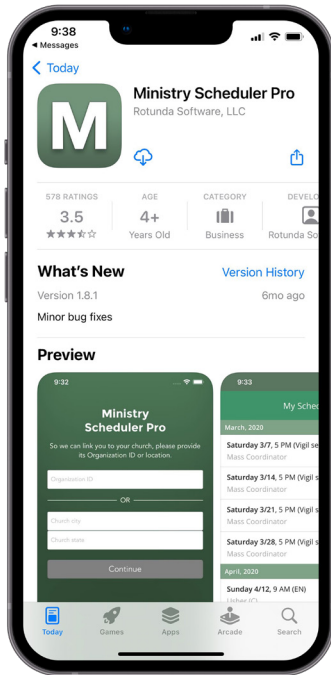 9:38
◀ Messages
Today
M
Ministry Scheduler Pro
Rotunda Software, LLC
578 RATINGS
3.5
AGE
4+
Years Old
CATEGORY
Business
DEVELO
Rotunda So
What's New
Version History
Version 1.8.1
6mo ago
Minor bug fixes
Preview
9:32
Ministry
Scheduler Pro
So we can link you to your church, please provide
its Organization ID or location.
Organization ID
OR
Church city
Church state
Continue
9:33
My Sched
March, 2020
Saturday 3/7, 5 PM (Vigil se
Mass Coordinator
Saturday 3/14, 5 PM (Vigil s
Mass Coordinator
Saturday 3/21, 5 PM (Vigil s
Mass Coordinator
Saturday 3/28, 5 PM (Vigil s
Mass Coordinator
April, 2020
Sunday 4/12, 9 AM (EN)
Usher (C)
Today
Games
Apps
Arcade
Search